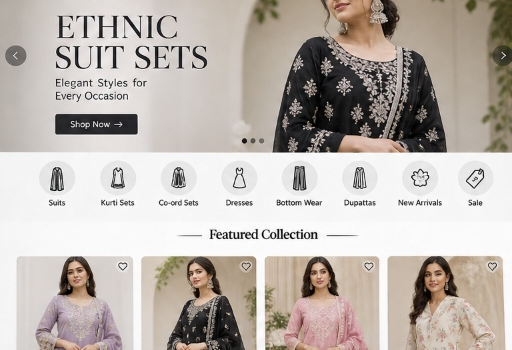 ETHNIC
SUIT SETS
Elegant Styles for
Every Occasion
Shop Now →
Suits
Kurti Sets
Co-ord Sets
Dresses
Bottom Wear
Dupattas
New Arrivals
Sale
Featured Collection